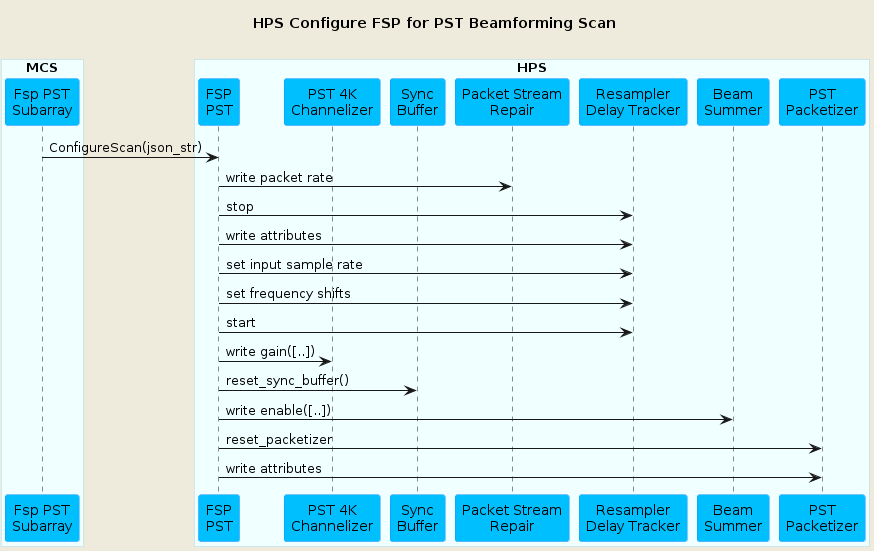 HPS Configure FSP for PST Beamforming Scan
MCS
HPS
Fsp PST
Subarray
FSP
PST
PST 4K
Channelizer
Sync
Buffer
Packet Stream
Repair
Resampler
Delay Tracker
Beam
Summer
PST
Packetizer
ConfigureScan(json_str)
write packet rate
stop
write attributes
set input sample rate
set frequency shifts
start
write gain([..])
reset_sync_buffer()
write enable([..])
reset_packetizer
write attributes
Fsp PST
Subarray
FSP
PST
PST 4K
Channelizer
Sync
Buffer
Packet Stream
Repair
Resampler
Delay Tracker
Beam
Summer
PST
Packetizer